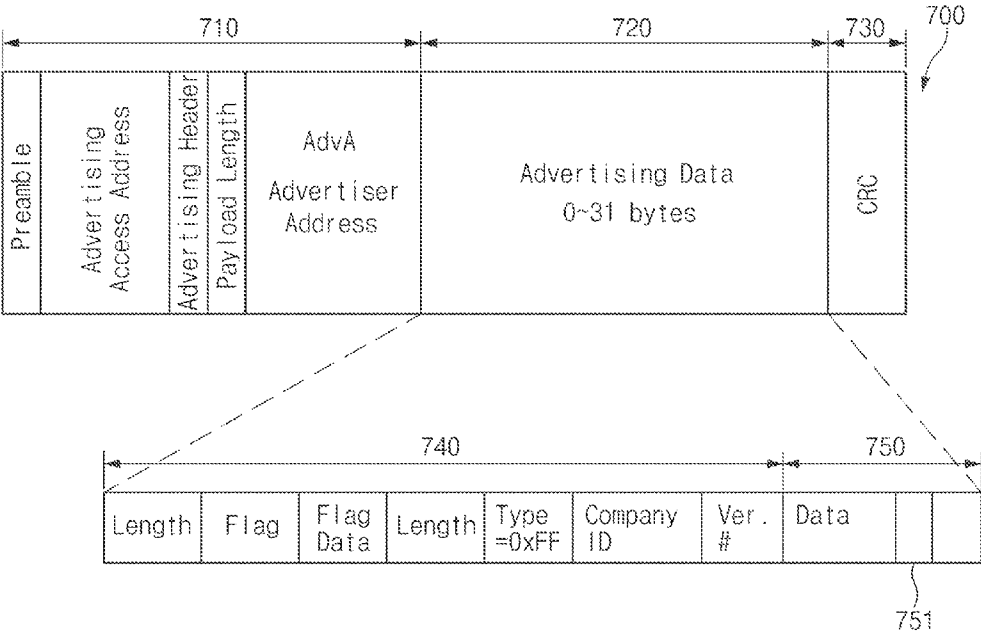 710
720
730
700
Preamble
Advertising
Access Address
Advertising Header
Payload Length
AdvA
Advertiser
Address
Advertising Data
0~31 bytes
CRC
740
750
Length
Flag
Flag
Data
Length
Type
=0xFF
Company
ID
Ver.
#
Data
751